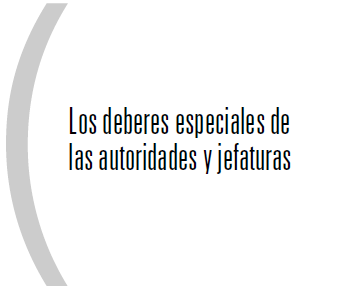 Los deberes especiales de
las autoridades y jefaturas